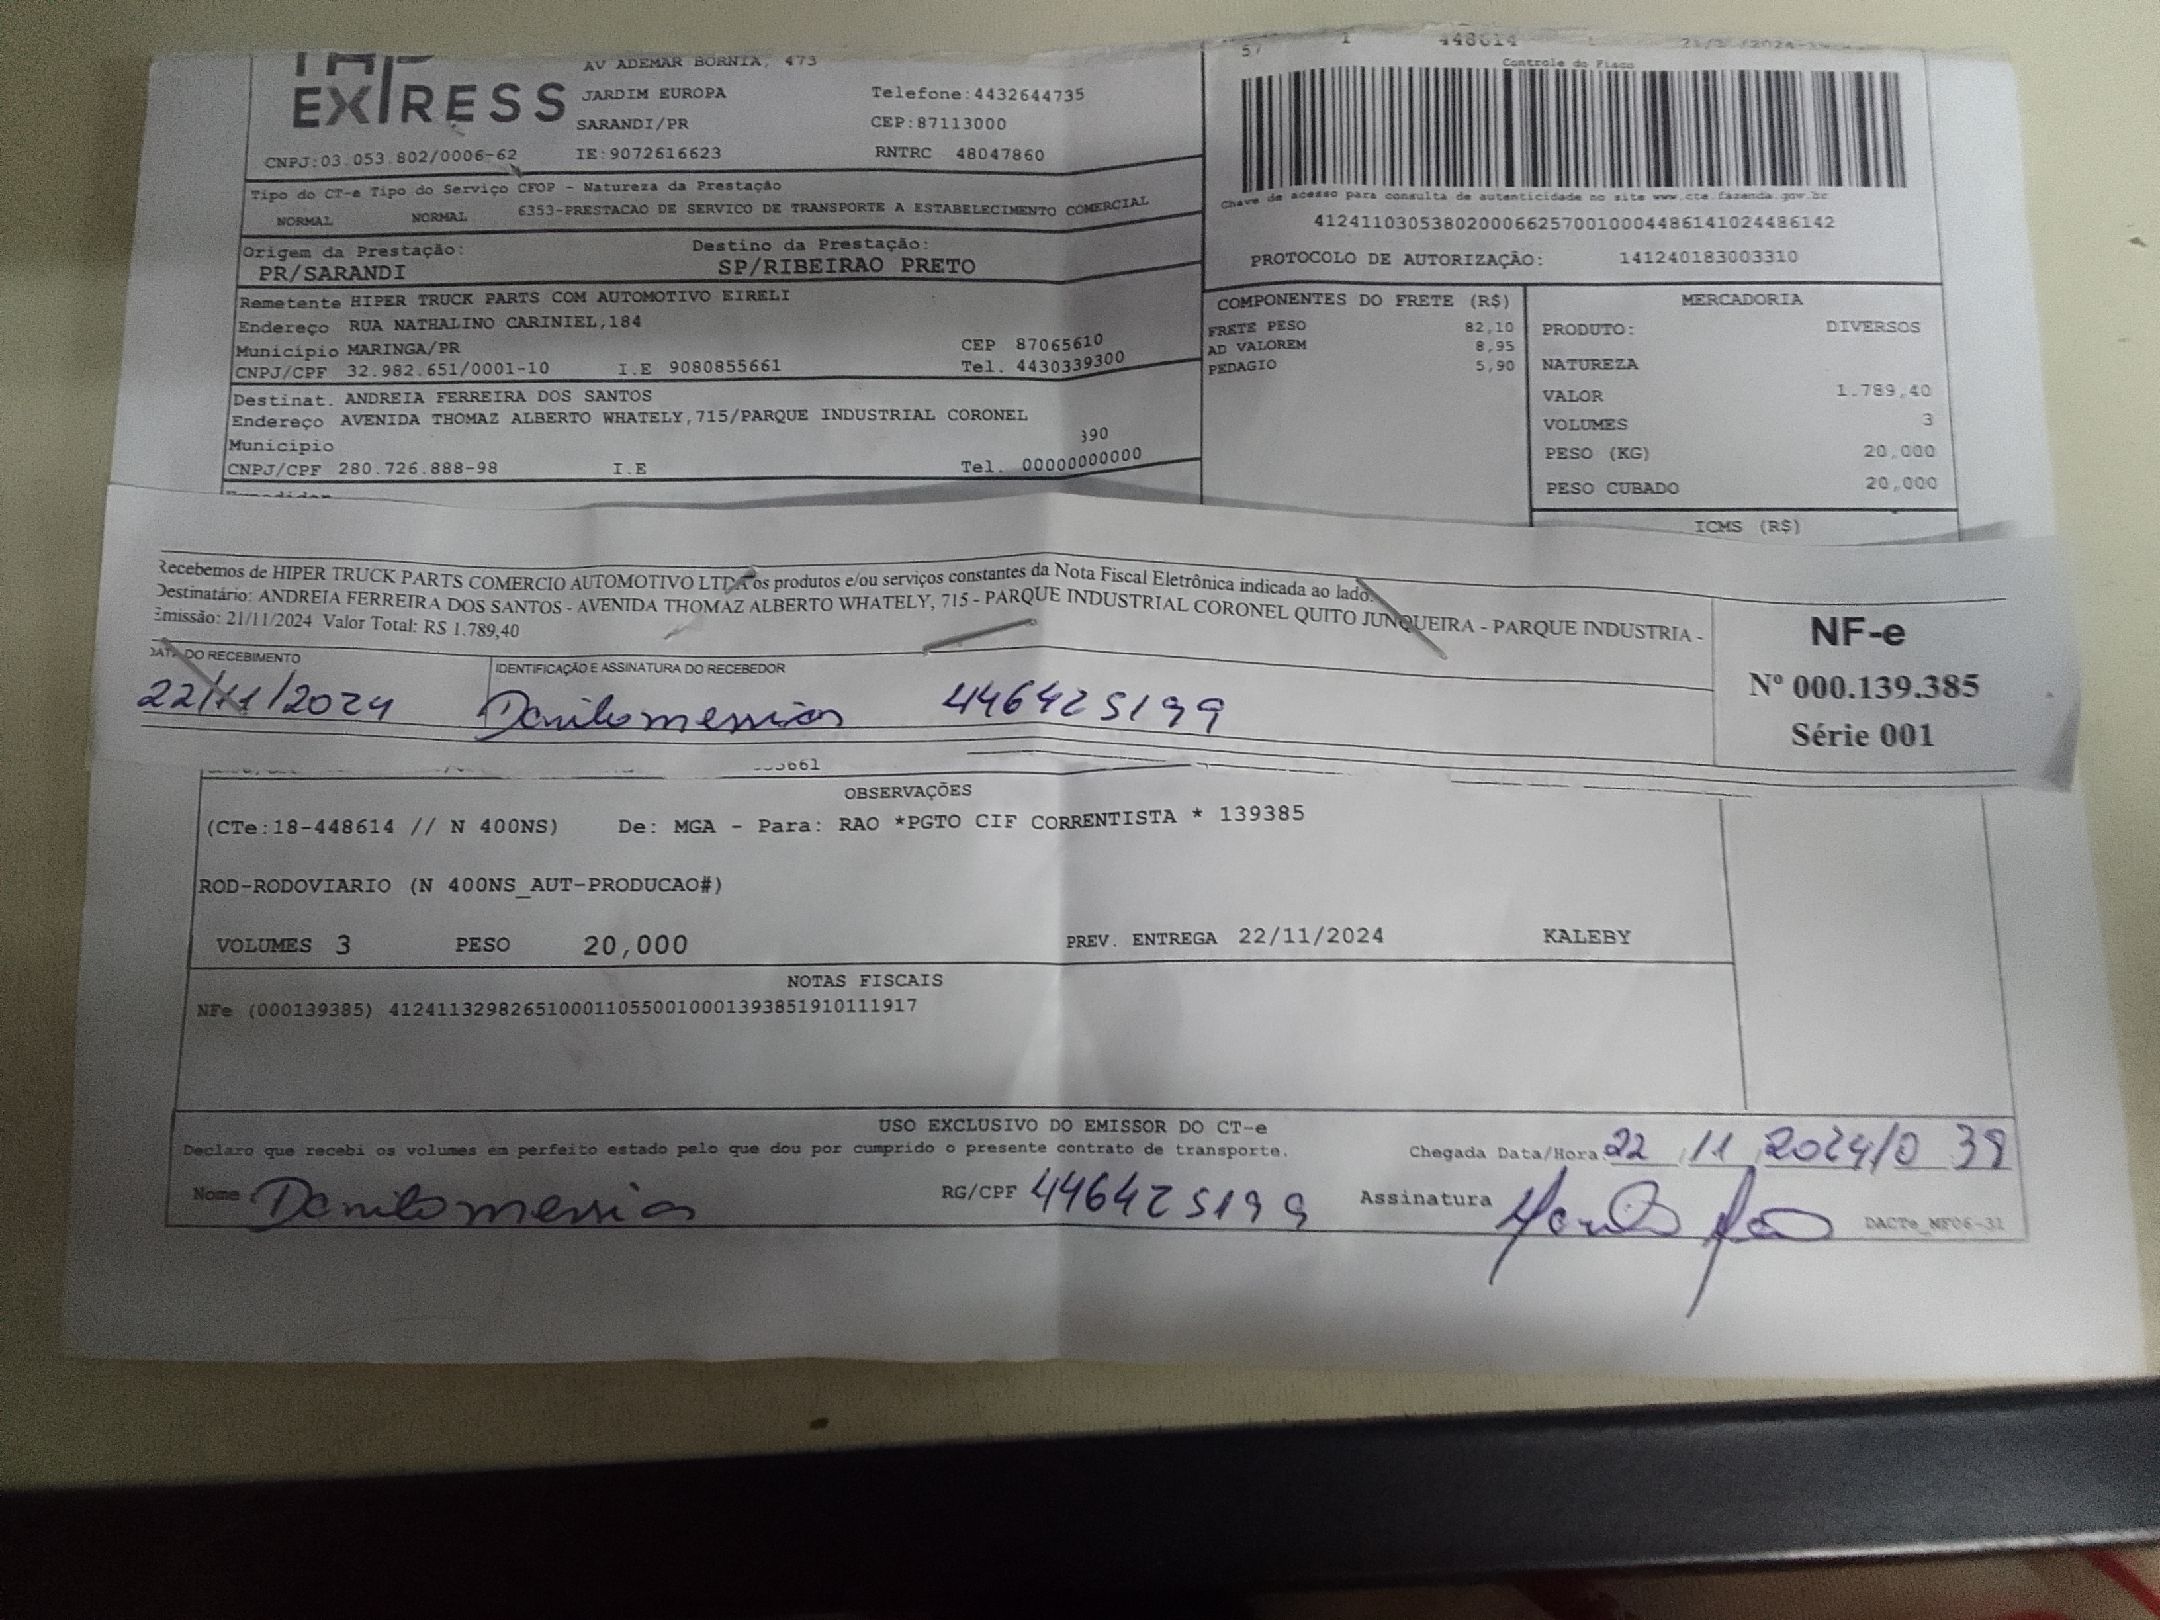 EXPRESS
AV ADEMAR BORNIA, 473
JARDIM EUROPA
Telefone:4432644735
SARANDI/PR
CEP:87113000
CNPJ:03.053.802/0006-62
IE:9072616623
RNTRC 48047860
57 1 448614
Controle do Fisco
Chave de acesso para consulta de autenticidade no site www.cte.fazenda.gov.br
41241103053802000662570010004486141024486142
PROTOCOLO DE AUTORIZAÇÃO: 141240183003310
Tipo do CT-e Tipo do Serviço CFOP - Natureza da Prestação
NORMAL NORMAL 6353-PRESTACAO DE SERVICO DE TRANSPORTE A ESTABELECIMENTO COMERCIAL
Origem da Prestação: Destino da Prestação:
PR/SARANDI SP/RIBEIRAO PRETO
Remetente HIPER TRUCK PARTS COM AUTOMOTIVO EIRELI
Endereço RUA NATHALINO CARINIEL,184
Municipio MARINGA/PR CEP 87065610
CNPJ/CPF 32.982.651/0001-10 I.E 9080855661 Tel. 4430339300
Destinat. ANDREIA FERREIRA DOS SANTOS
Endereço AVENIDA THOMAZ ALBERTO WHATELY,715/PARQUE INDUSTRIAL CORONEL
Municipio 390
CNPJ/CPF 280.726.888-98 I.E Tel. 00000000000
COMPONENTES DO FRETE (R$)
FRETE PESO 82,10
AD VALOREM 8,95
PEDAGIO 5,90
MERCADORIA
PRODUTO: DIVERSOS
NATUREZA
VALOR 1.789,40
VOLUMES 3
PESO (KG) 20,000
PESO CUBADO 20,000
ICMS (R$)
Recebemos de HIPER TRUCK PARTS COMERCIO AUTOMOTIVO LTDA os produtos e/ou serviços constantes da Nota Fiscal Eletrônica indicada ao lado.
Destinatário: ANDREIA FERREIRA DOS SANTOS - AVENIDA THOMAZ ALBERTO WHATELY, 715 - PARQUE INDUSTRIAL CORONEL QUITO JUNQUEIRA - PARQUE INDUSTRIA -
Emissão: 21/11/2024 Valor Total: R$ 1.789,40
DATA DO RECEBIMENTO IDENTIFICAÇÃO E ASSINATURA DO RECEBEDOR
22/11/2024 Danilo messias 446425199
NF-e
Nº 000.139.385
Série 001
OBSERVAÇÕES
(CTe:18-448614 // N 400NS) De: MGA - Para: RAO *PGTO CIF CORRENTISTA * 139385
ROD-RODOVIARIO (N 400NS_AUT-PRODUCAO#)
VOLUMES 3 PESO 20,000 PREV. ENTREGA 22/11/2024 KALEBY
NOTAS FISCAIS
NFe (000139385) 41241132982651000110550010001393851910111917
USO EXCLUSIVO DO EMISSOR DO CT-e
Declaro que recebi os volumes em perfeito estado pelo que dou por cumprido o presente contrato de transporte.
Chegada Data/Hora 22 11 2024
Nome Danilo messias RG/CPF 446425199 Assinatura
DACTe_NF06-31